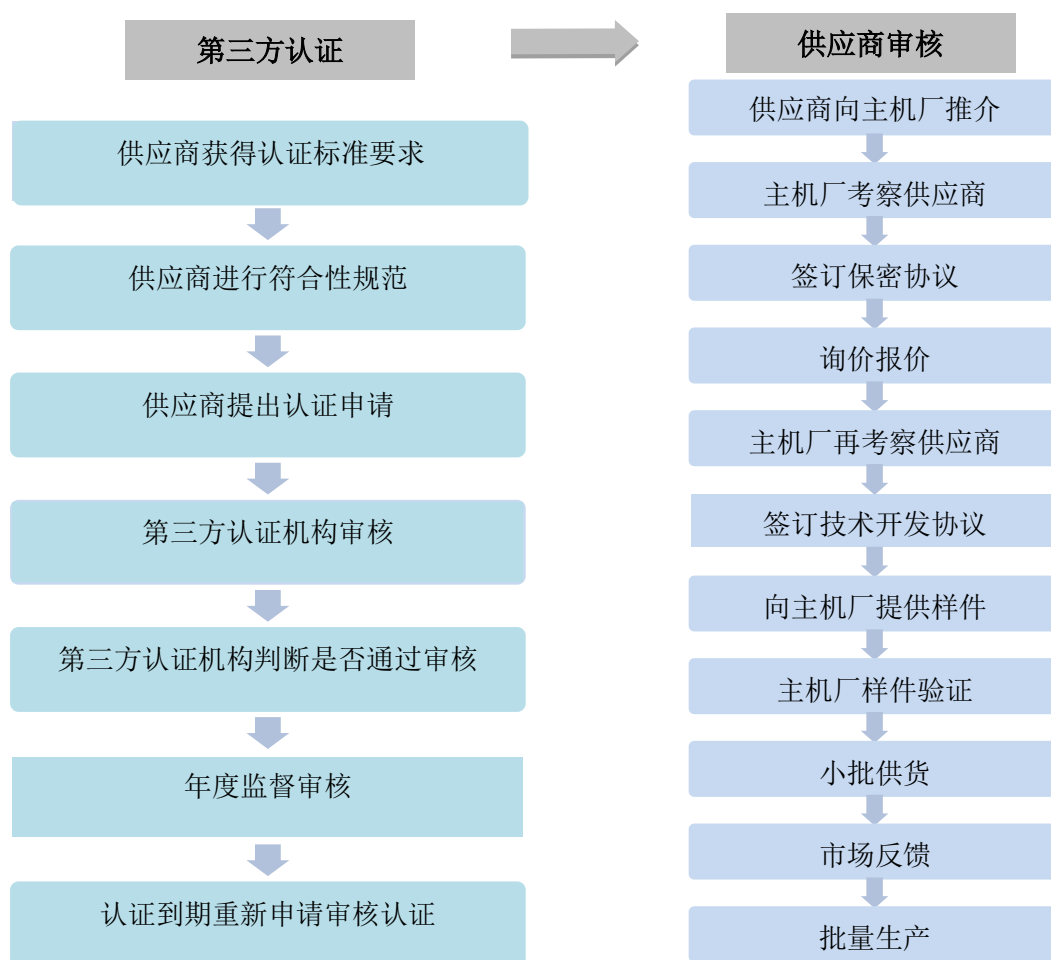 第三方认证
供应商获得认证标准要求
供应商进行符合性规范
供应商提出认证申请
第三方认证机构审核
第三方认证机构判断是否通过审核
年度监督审核
认证到期重新申请审核认证
供应商审核
供应商向主机厂推介
主机厂考察供应商
签订保密协议
询价报价
主机厂再考察供应商
签订技术开发协议
向主机厂提供样件
主机厂样件验证
小批供货
市场反馈
批量生产